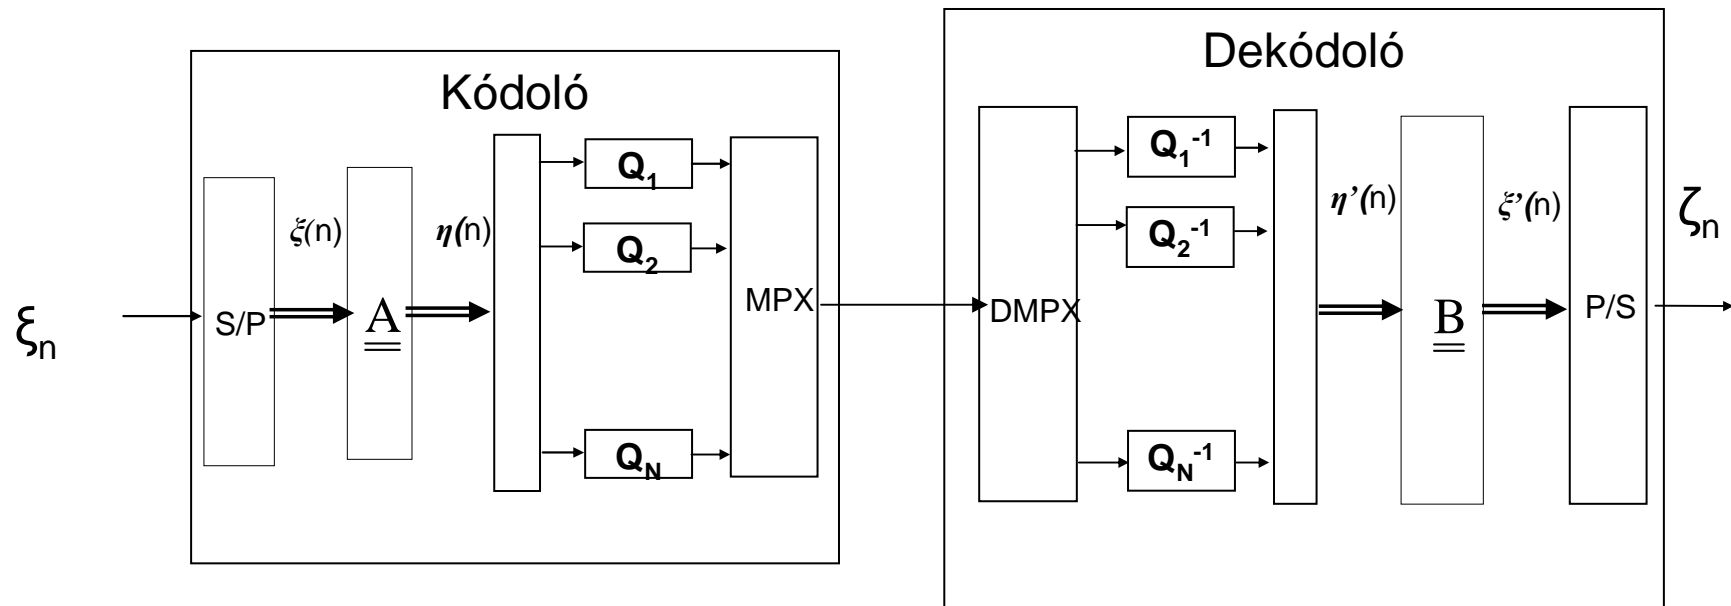 Kódoló
Dekódoló
ξn
S/P
ξ(n)
A
η(n)
Q1
Q2
QN
MPX
DMPX
Q1-1
Q2-1
QN-1
η’(n)
B
ξ’(n)
P/S
ζn